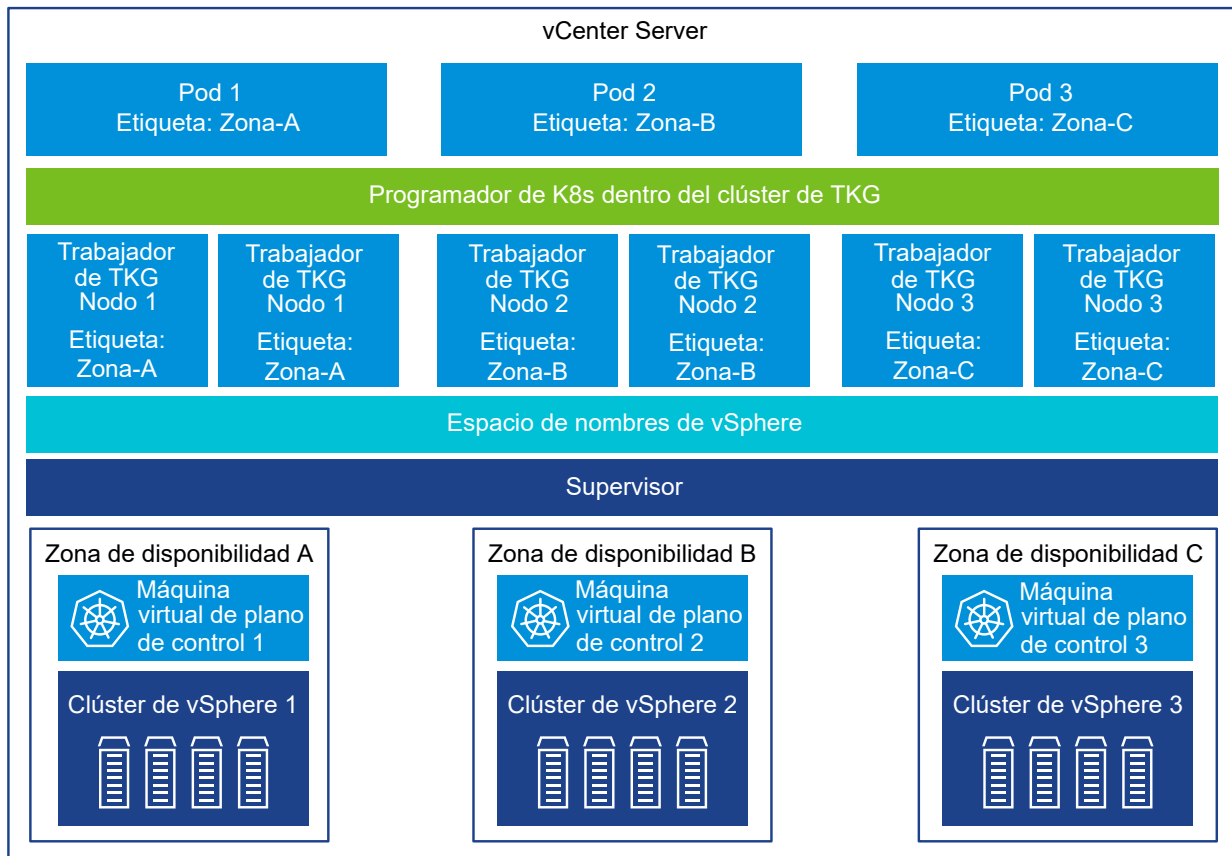 vCenter Server
Pod 1
Etiqueta: Zona-A
Pod 2
Etiqueta: Zona-B
Pod 3
Etiqueta: Zona-C
Programador de K8s dentro del clúster de TKG
Trabajador
de TKG
Nodo 1
Etiqueta:
Zona-A
Trabajador
de TKG
Nodo 1
Etiqueta:
Zona-A
Trabajador
de TKG
Nodo 2
Etiqueta:
Zona-B
Trabajador
de TKG
Nodo 2
Etiqueta:
Zona-B
Trabajador
de TKG
Nodo 3
Etiqueta:
Zona-C
Trabajador
de TKG
Nodo 3
Etiqueta:
Zona-C
Espacio de nombres de vSphere
Supervisor
Zona de disponibilidad A
Máquina
virtual de plano
de control 1
Clúster de vSphere 1
Zona de disponibilidad B
Máquina
virtual de plano
de control 2
Clúster de vSphere 2
Zona de disponibilidad C
Máquina
virtual de plano
de control 3
Clúster de vSphere 3